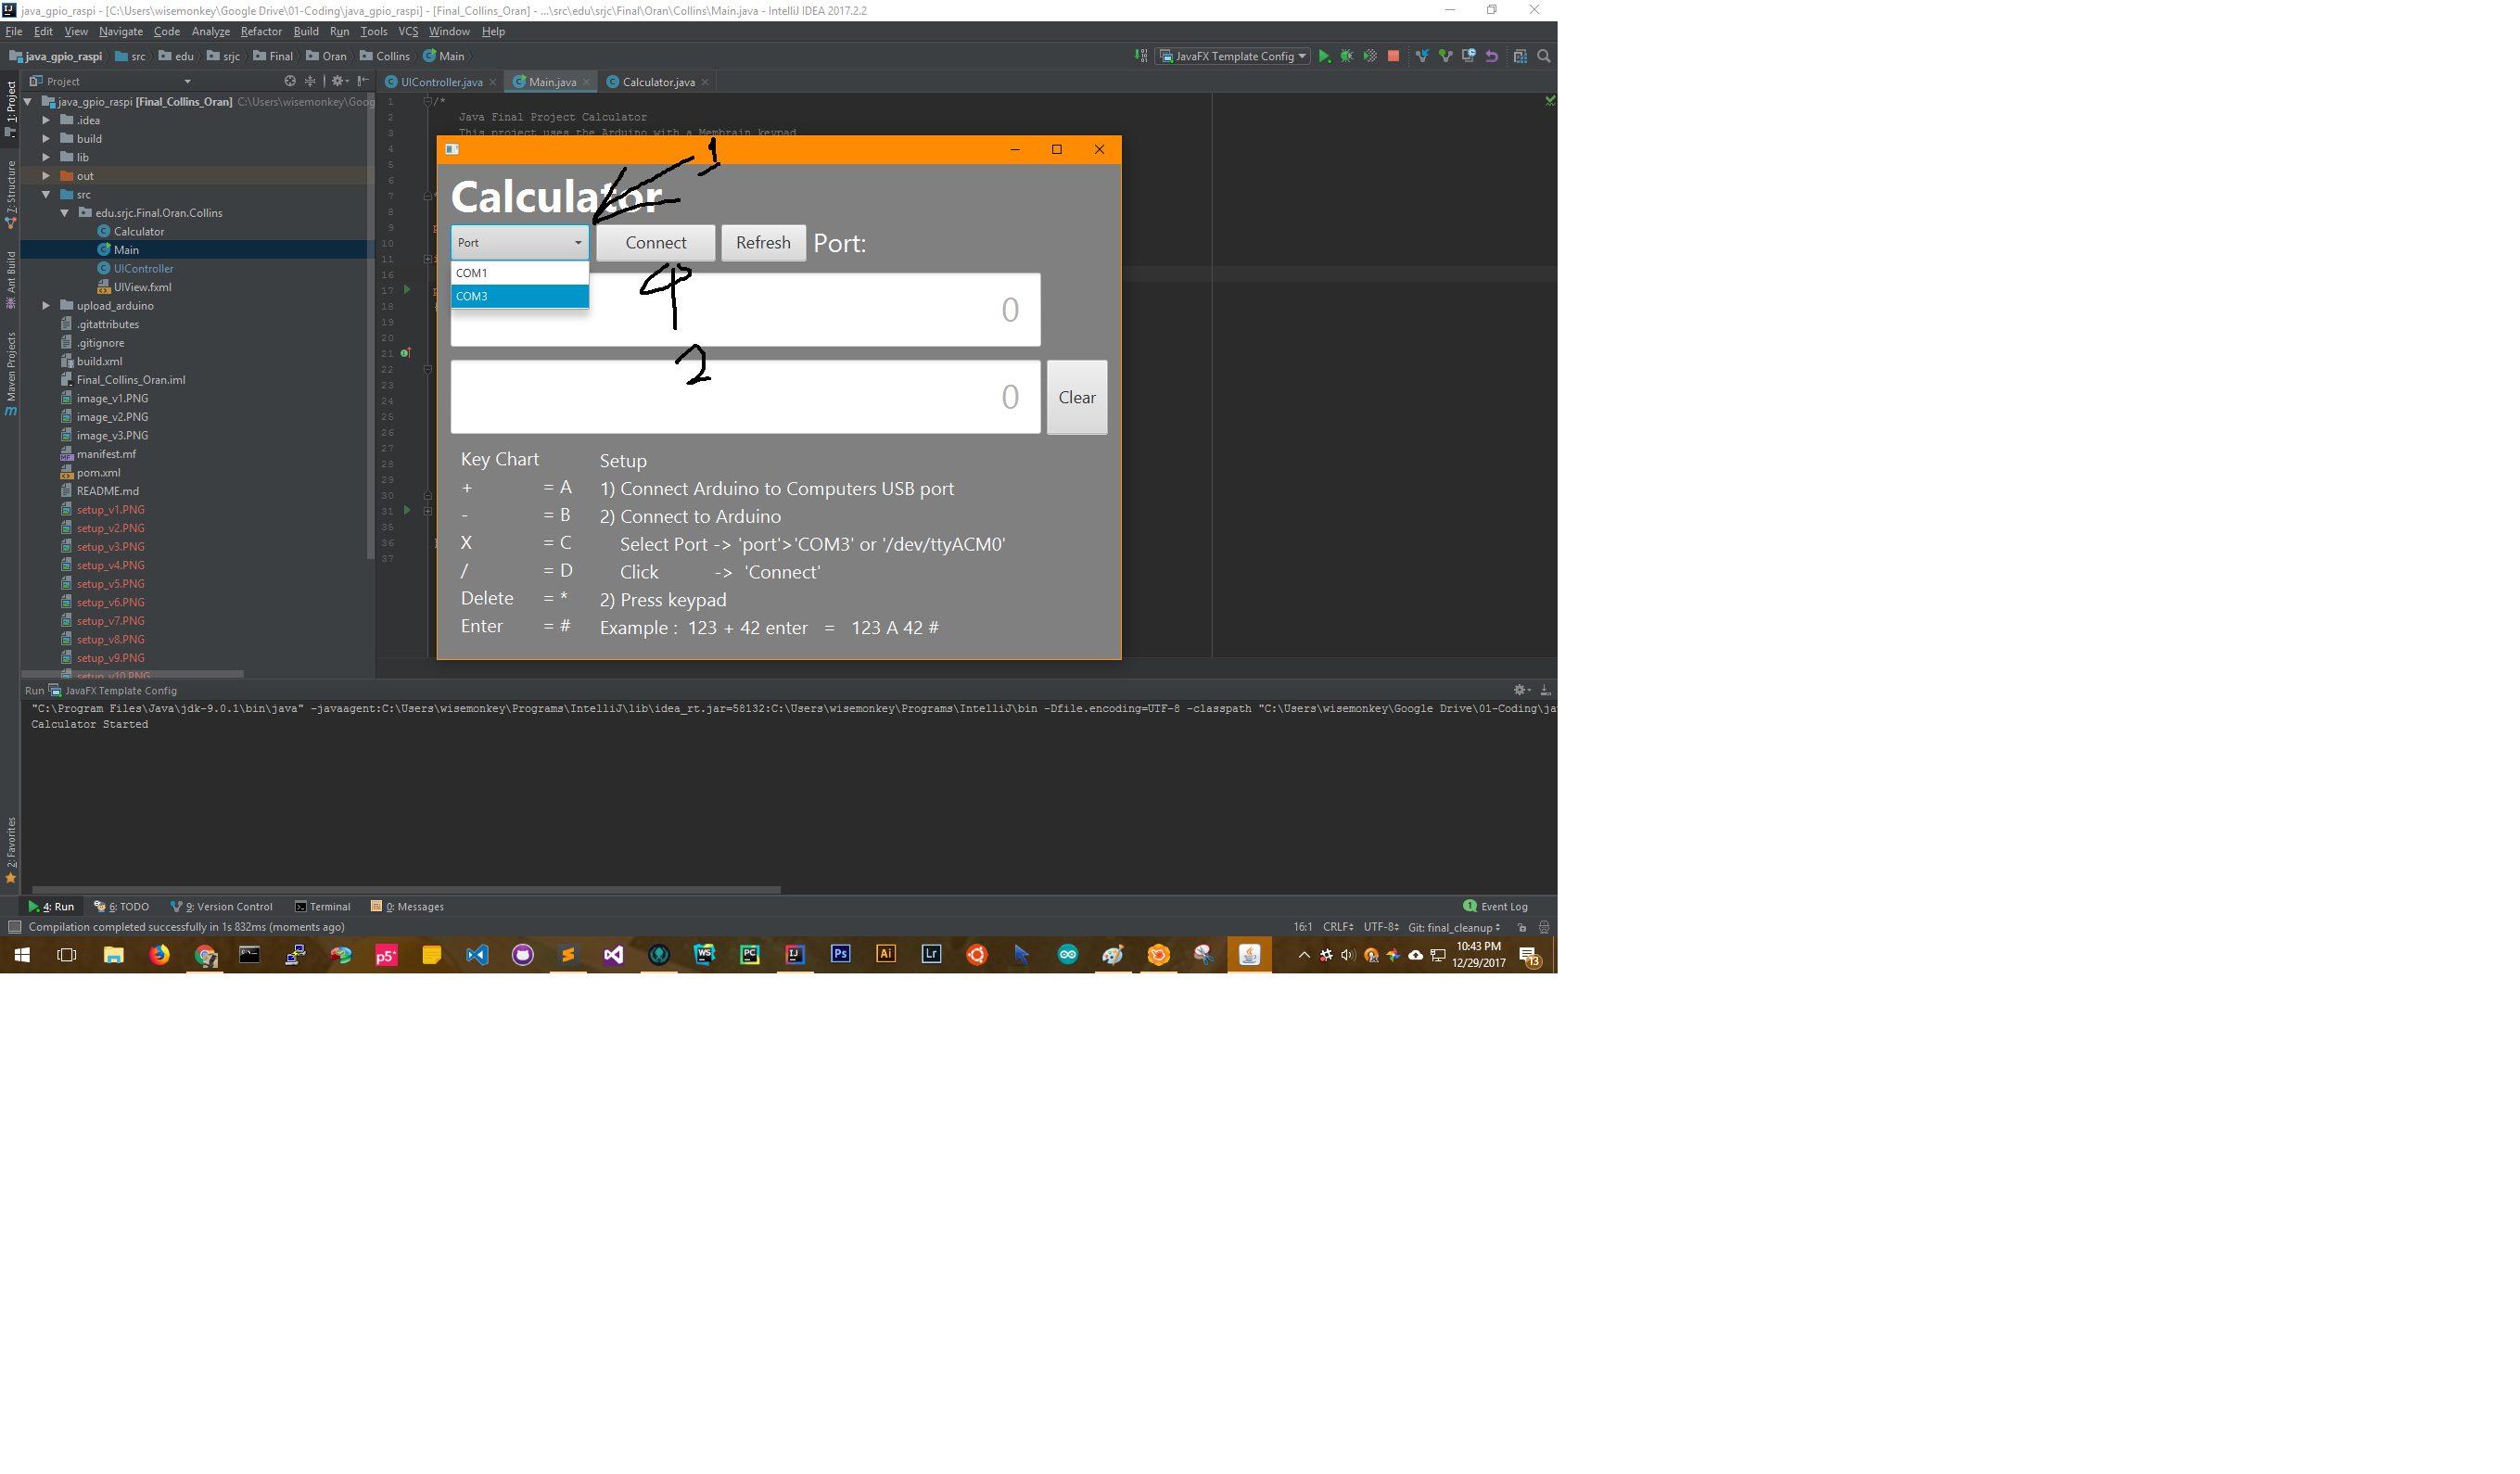 java_gpio_raspi - [C:\Users\wisemonkey\Google Drive\01-Coding\java_gpio_raspi] - [Final_Collins_Oran] - ...\src\edu\srjc\Final\Oran\Collins\Main.java - IntelliJ IDEA 2017.2.2
File Edit View Navigate Code Analyze Refactor Build Run Tools VCS Window Help
java_gpio_raspi src edu srjc Final Oran Collins Main JavaFX Template Config
Project UIController.java Main.java Calculator.java
1: Project
7: Structure
Ant Build
Maven Projects
2: Favorites
java_gpio_raspi [Final_Collins_Oran] C:\Users\wisemonkey\Goog
.idea
build
lib
out
src
edu.srjc.Final.Oran.Collins
Calculator
Main
UIController
UIView.fxml
upload_arduino
.gitattributes
.gitignore
build.xml
Final_Collins_Oran.iml
image_v1.PNG
image_v2.PNG
image_v3.PNG
manifest.mf
pom.xml
README.md
setup_v1.PNG
setup_v2.PNG
setup_v3.PNG
setup_v4.PNG
setup_v5.PNG
setup_v6.PNG
setup_v7.PNG
setup_v8.PNG
setup_v9.PNG
setup_v10.PNG
1 /*
2 Java Final Project Calculator
3 This project uses the Arduino with a Membrain keypad
4
5
6
7
8
9
10
11
16
17
18
19
20
21
22
23
24
25
26
27
28
29
30
31
35
36
37
1
Calculator
Port Connect Refresh Port:
COM1
COM3
0
2
0 Clear
Key Chart
+ = A
- = B
X = C
/ = D
Delete = *
Enter = #
Setup
1) Connect Arduino to Computers USB port
2) Connect to Arduino
Select Port -> 'port'>'COM3' or '/dev/ttyACM0'
Click -> 'Connect'
2) Press keypad
Example : 123 + 42 enter = 123 A 42 #
Run JavaFX Template Config
"C:\Program Files\Java\jdk-9.0.1\bin\java" -javaagent:C:\Users\wisemonkey\Programs\IntelliJ\lib\idea_rt.jar=58132:C:\Users\wisemonkey\Programs\IntelliJ\bin -Dfile.encoding=UTF-8 -classpath "C:\Users\wisemonkey\Google Drive\01-Coding\ja
Calculator Started
4: Run 6: TODO 9: Version Control Terminal 0: Messages 1 Event Log
Compilation completed successfully in 1s 832ms (moments ago) 16:1 CRLF UTF-8 Git: final_cleanup
p5* WS PC IJ Ps Ai Lr
10:43 PM
12/29/2017
13